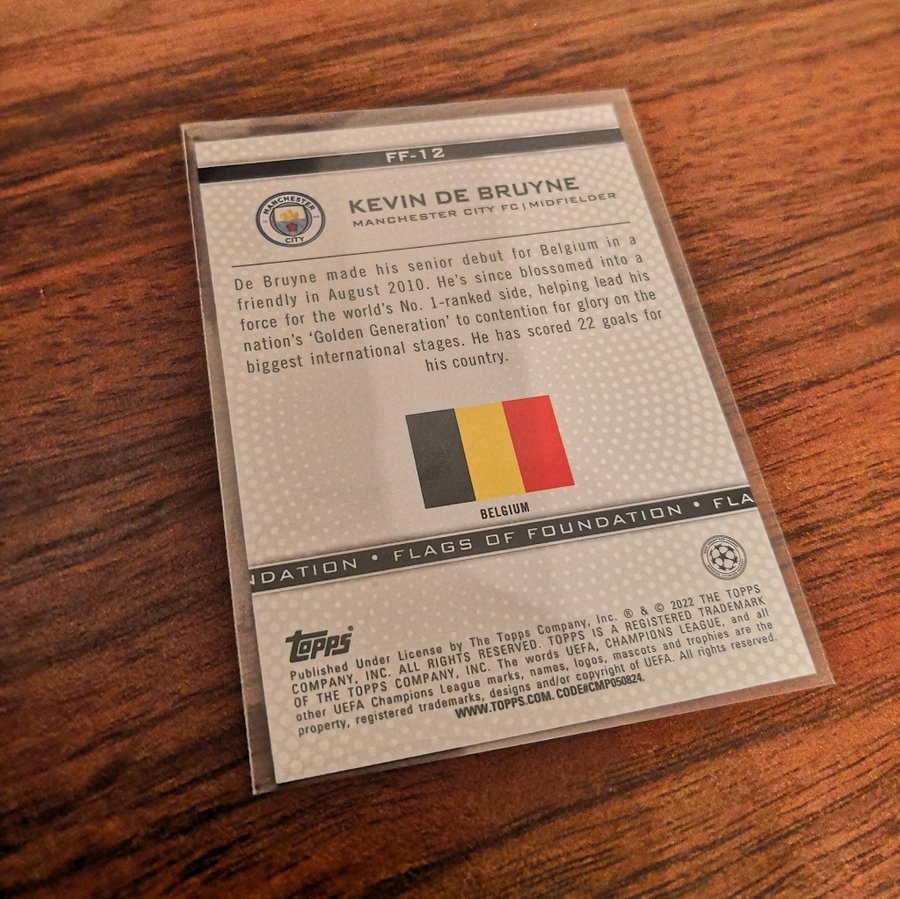 FF-12
MANCHESTER
CITY
KEVIN DE BRUYNE
MANCHESTER CITY FC | MIDFIELDER
De Bruyne made his senior debut for Belgium in a
friendly in August 2010. He's since blossomed into a
force for the world's No. 1-ranked side, helping lead his
nation's 'Golden Generation' to contention for glory on the
biggest international stages. He has scored 22 goals for
his country.
BELGIUM
NDATION • FLAGS OF FOUNDATION • FLA
topps®
Published Under License by The Topps Company, Inc. ® & © 2022 THE TOPPS
COMPANY, INC. ALL RIGHTS RESERVED. TOPPS IS A REGISTERED TRADEMARK
OF THE TOPPS COMPANY, INC. The words UEFA, CHAMPIONS LEAGUE, and all
other UEFA Champions League marks, names, logos, mascots and trophies are the
property, registered trademarks, designs and/or copyright of UEFA. All rights reserved.
WWW.TOPPS.COM. CODE#CMP050824.